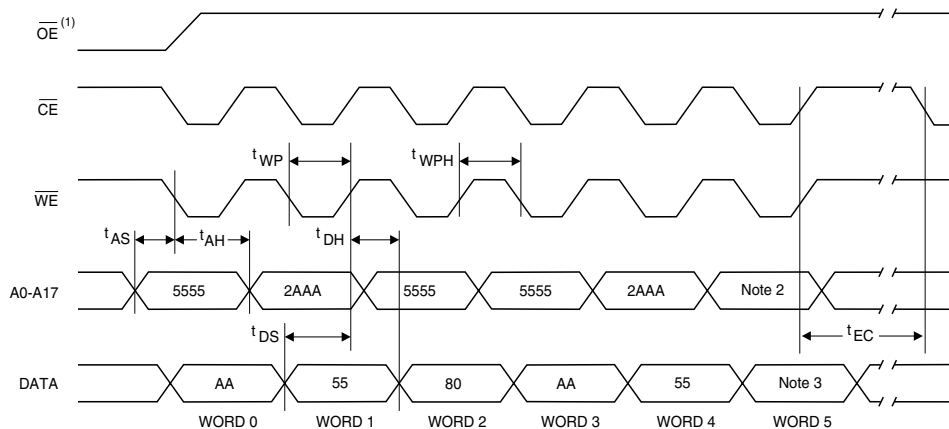 OE (1)
CE
t WP t WPH
WE
t AS t AH t DH
A0-A17 5555 2AAA 5555 5555 2AAA Note 2
t DS t EC
DATA AA 55 80 AA 55 Note 3
WORD 0 WORD 1 WORD 2 WORD 3 WORD 4 WORD 5